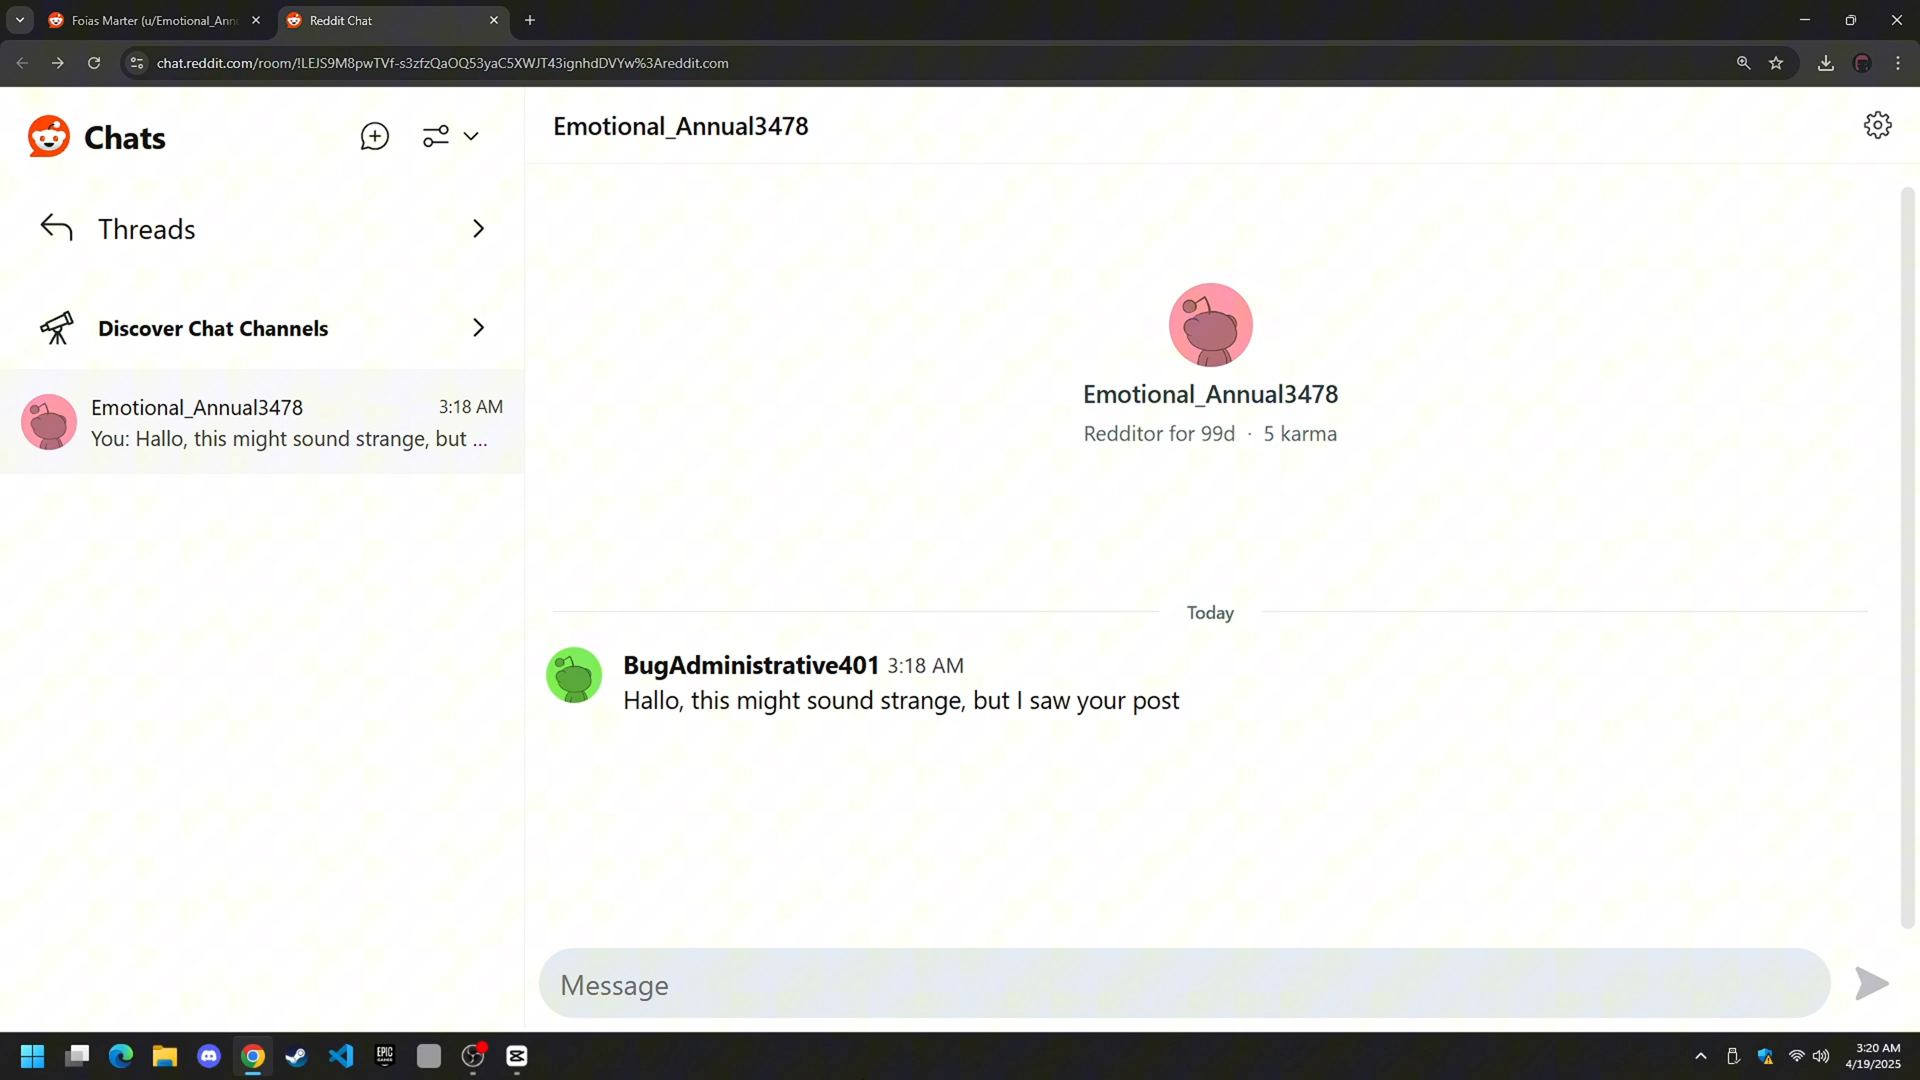 Foias Marter (u/Emotional_Ann
Reddit Chat
chat.reddit.com/room/!LEJS9M8pwTVf-s3zfzQaOQ53yaC5XWJT43ignhdDVYw%3Areddit.com
Chats
Threads
Discover Chat Channels
Emotional_Annual3478 3:18 AM
You: Hallo, this might sound strange, but ...
Emotional_Annual3478
Emotional_Annual3478
Redditor for 99d · 5 karma
Today
BugAdministrative401 3:18 AM
Hallo, this might sound strange, but I saw your post
Message
EPIC
GAMES
3:20 AM
4/19/2025